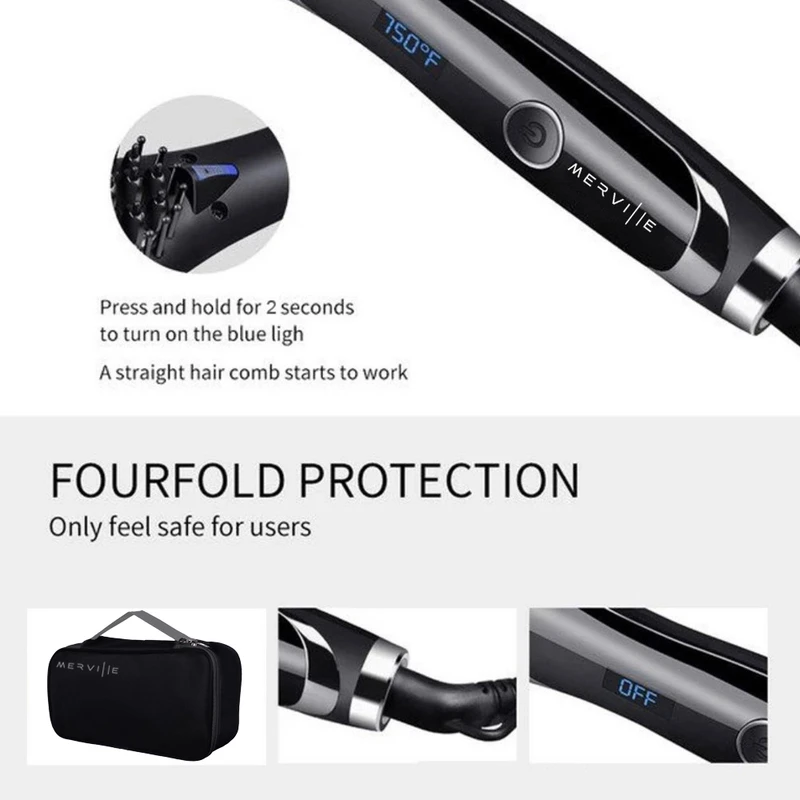 750°F
MERVILLE
Press and hold for 2 seconds
to turn on the blue ligh
A straight hair comb starts to work
FOURFOLD PROTECTION
Only feel safe for users
MERVILLE
OFF